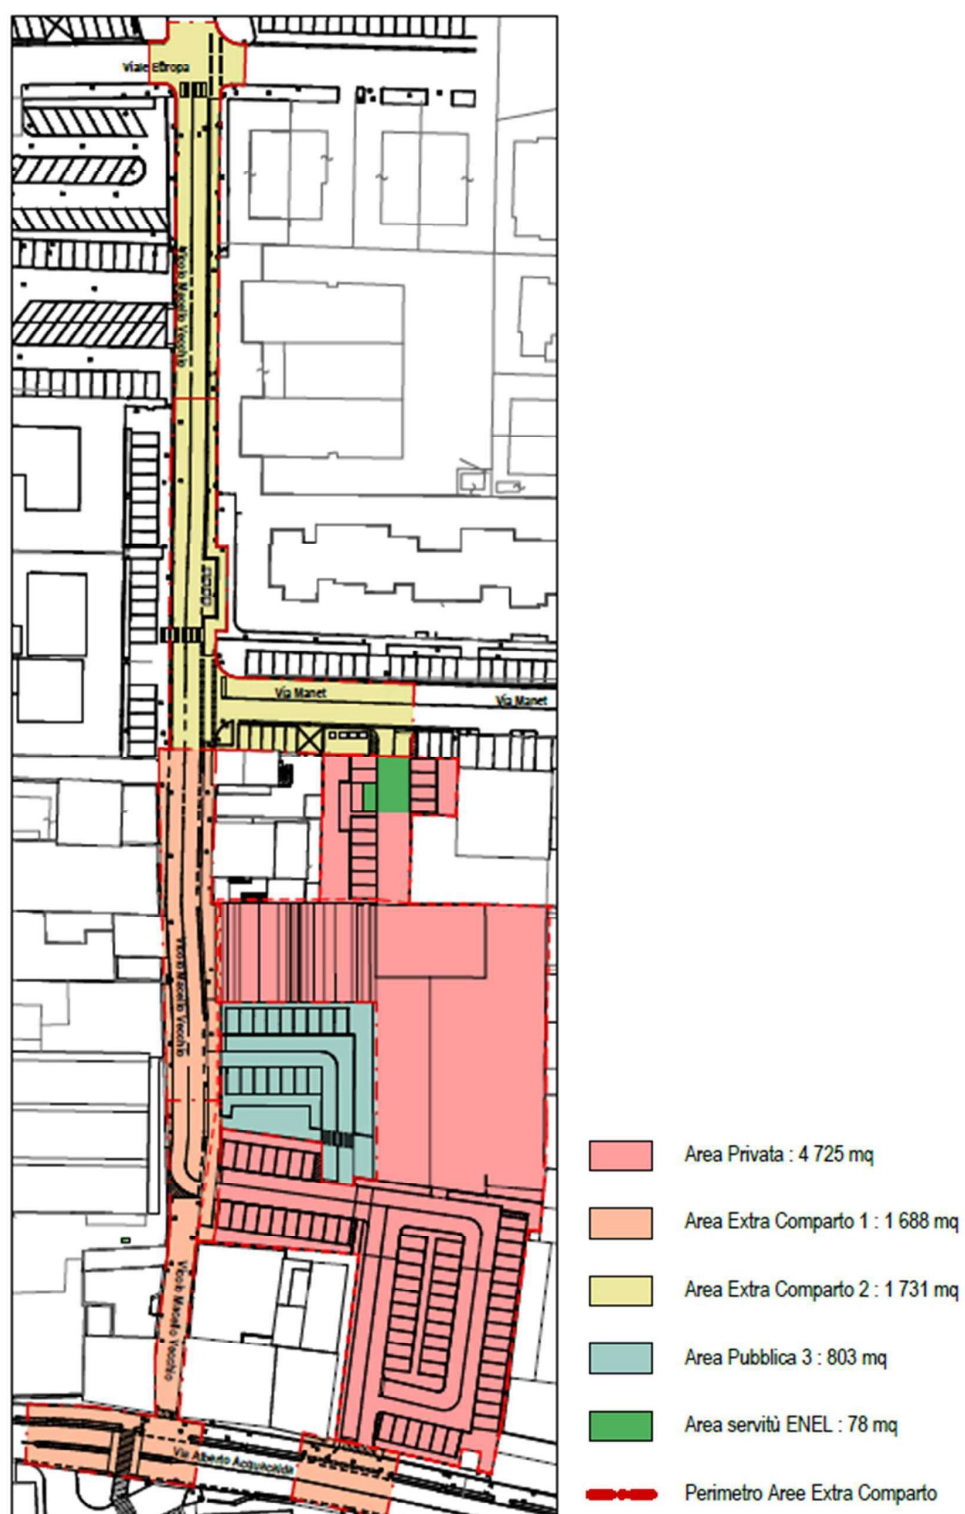 Viale Europa
Vicolo Macello Vecchio
Via Manet
Via Manet
Vicolo Macello Vecchio
Vicolo Macello Vecchio
Via Alberto Acquacalda
Area Privata : 4 725 mq
Area Extra Comparto 1 : 1 688 mq
Area Extra Comparto 2 : 1 731 mq
Area Pubblica 3 : 803 mq
Area servitù ENEL : 78 mq
Perimetro Aree Extra Comparto